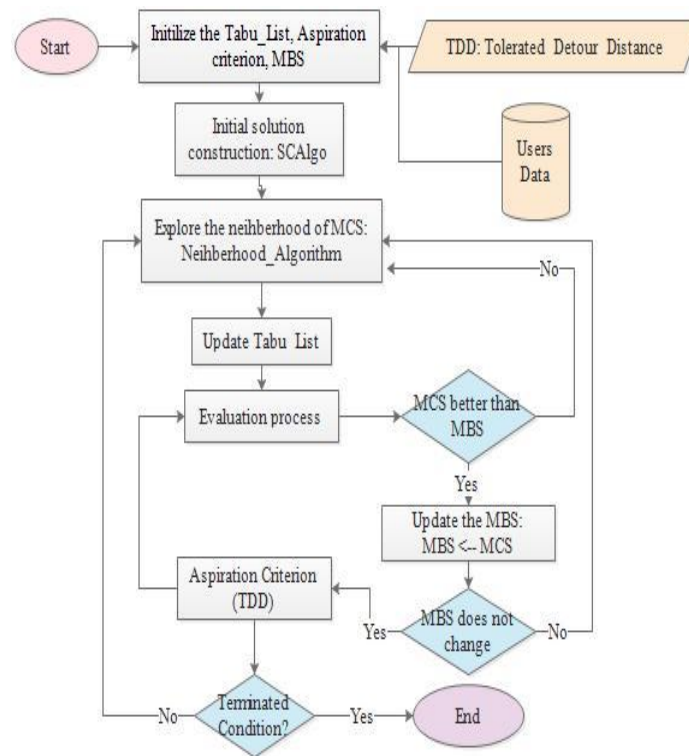 Start
Initilize the Tabu_List, Aspiration
criterion, MBS
TDD: Tolerated Detour Distance
Initial solution
construction: SCAlgo
Users
Data
Explore the neihberhood of MCS:
Neihberhood_Algorithm
No
Update Tabu List
Evaluation process
MCS better than
MBS
Yes
Update the MBS:
MBS <-- MCS
Aspiration Criterion
(TDD)
Yes
MBS does not
change
No
No
Terminated
Condition?
Yes
End